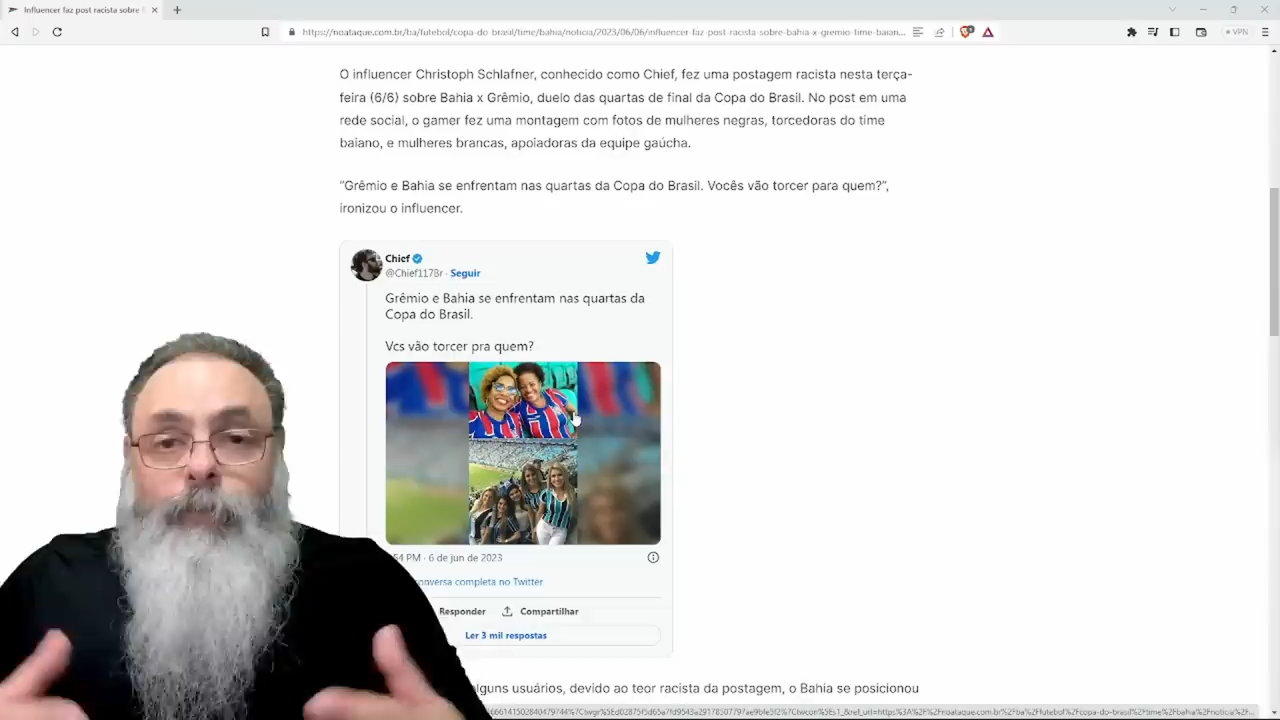 Influencer faz post racista sobre
https://noataque.com.br/ba/futebol/copa-do-brasil/time/bahia/noticia/2023/06/06/influencer-faz-post-racista-sobre-bahia-x-gremio-time-baian...
VPN
O influencer Christoph Schlafner, conhecido como Chief, fez uma postagem racista nesta terça-
feira (6/6) sobre Bahia x Grêmio, duelo das quartas de final da Copa do Brasil. No post em uma
rede social, o gamer fez uma montagem com fotos de mulheres negras, torcedoras do time
baiano, e mulheres brancas, apoiadoras da equipe gaúcha.
“Grêmio e Bahia se enfrentam nas quartas da Copa do Brasil. Vocês vão torcer para quem?”,
ironizou o influencer.
Chief
@Chief117Br · Seguir
Grêmio e Bahia se enfrentam nas quartas da
Copa do Brasil.
Vcs vão torcer pra quem?
54 PM · 6 de jun de 2023
conversa completa no Twitter
Responder Compartilhar
Ler 3 mil respostas
alguns usuários, devido ao teor racista da postagem, o Bahia se posicionou